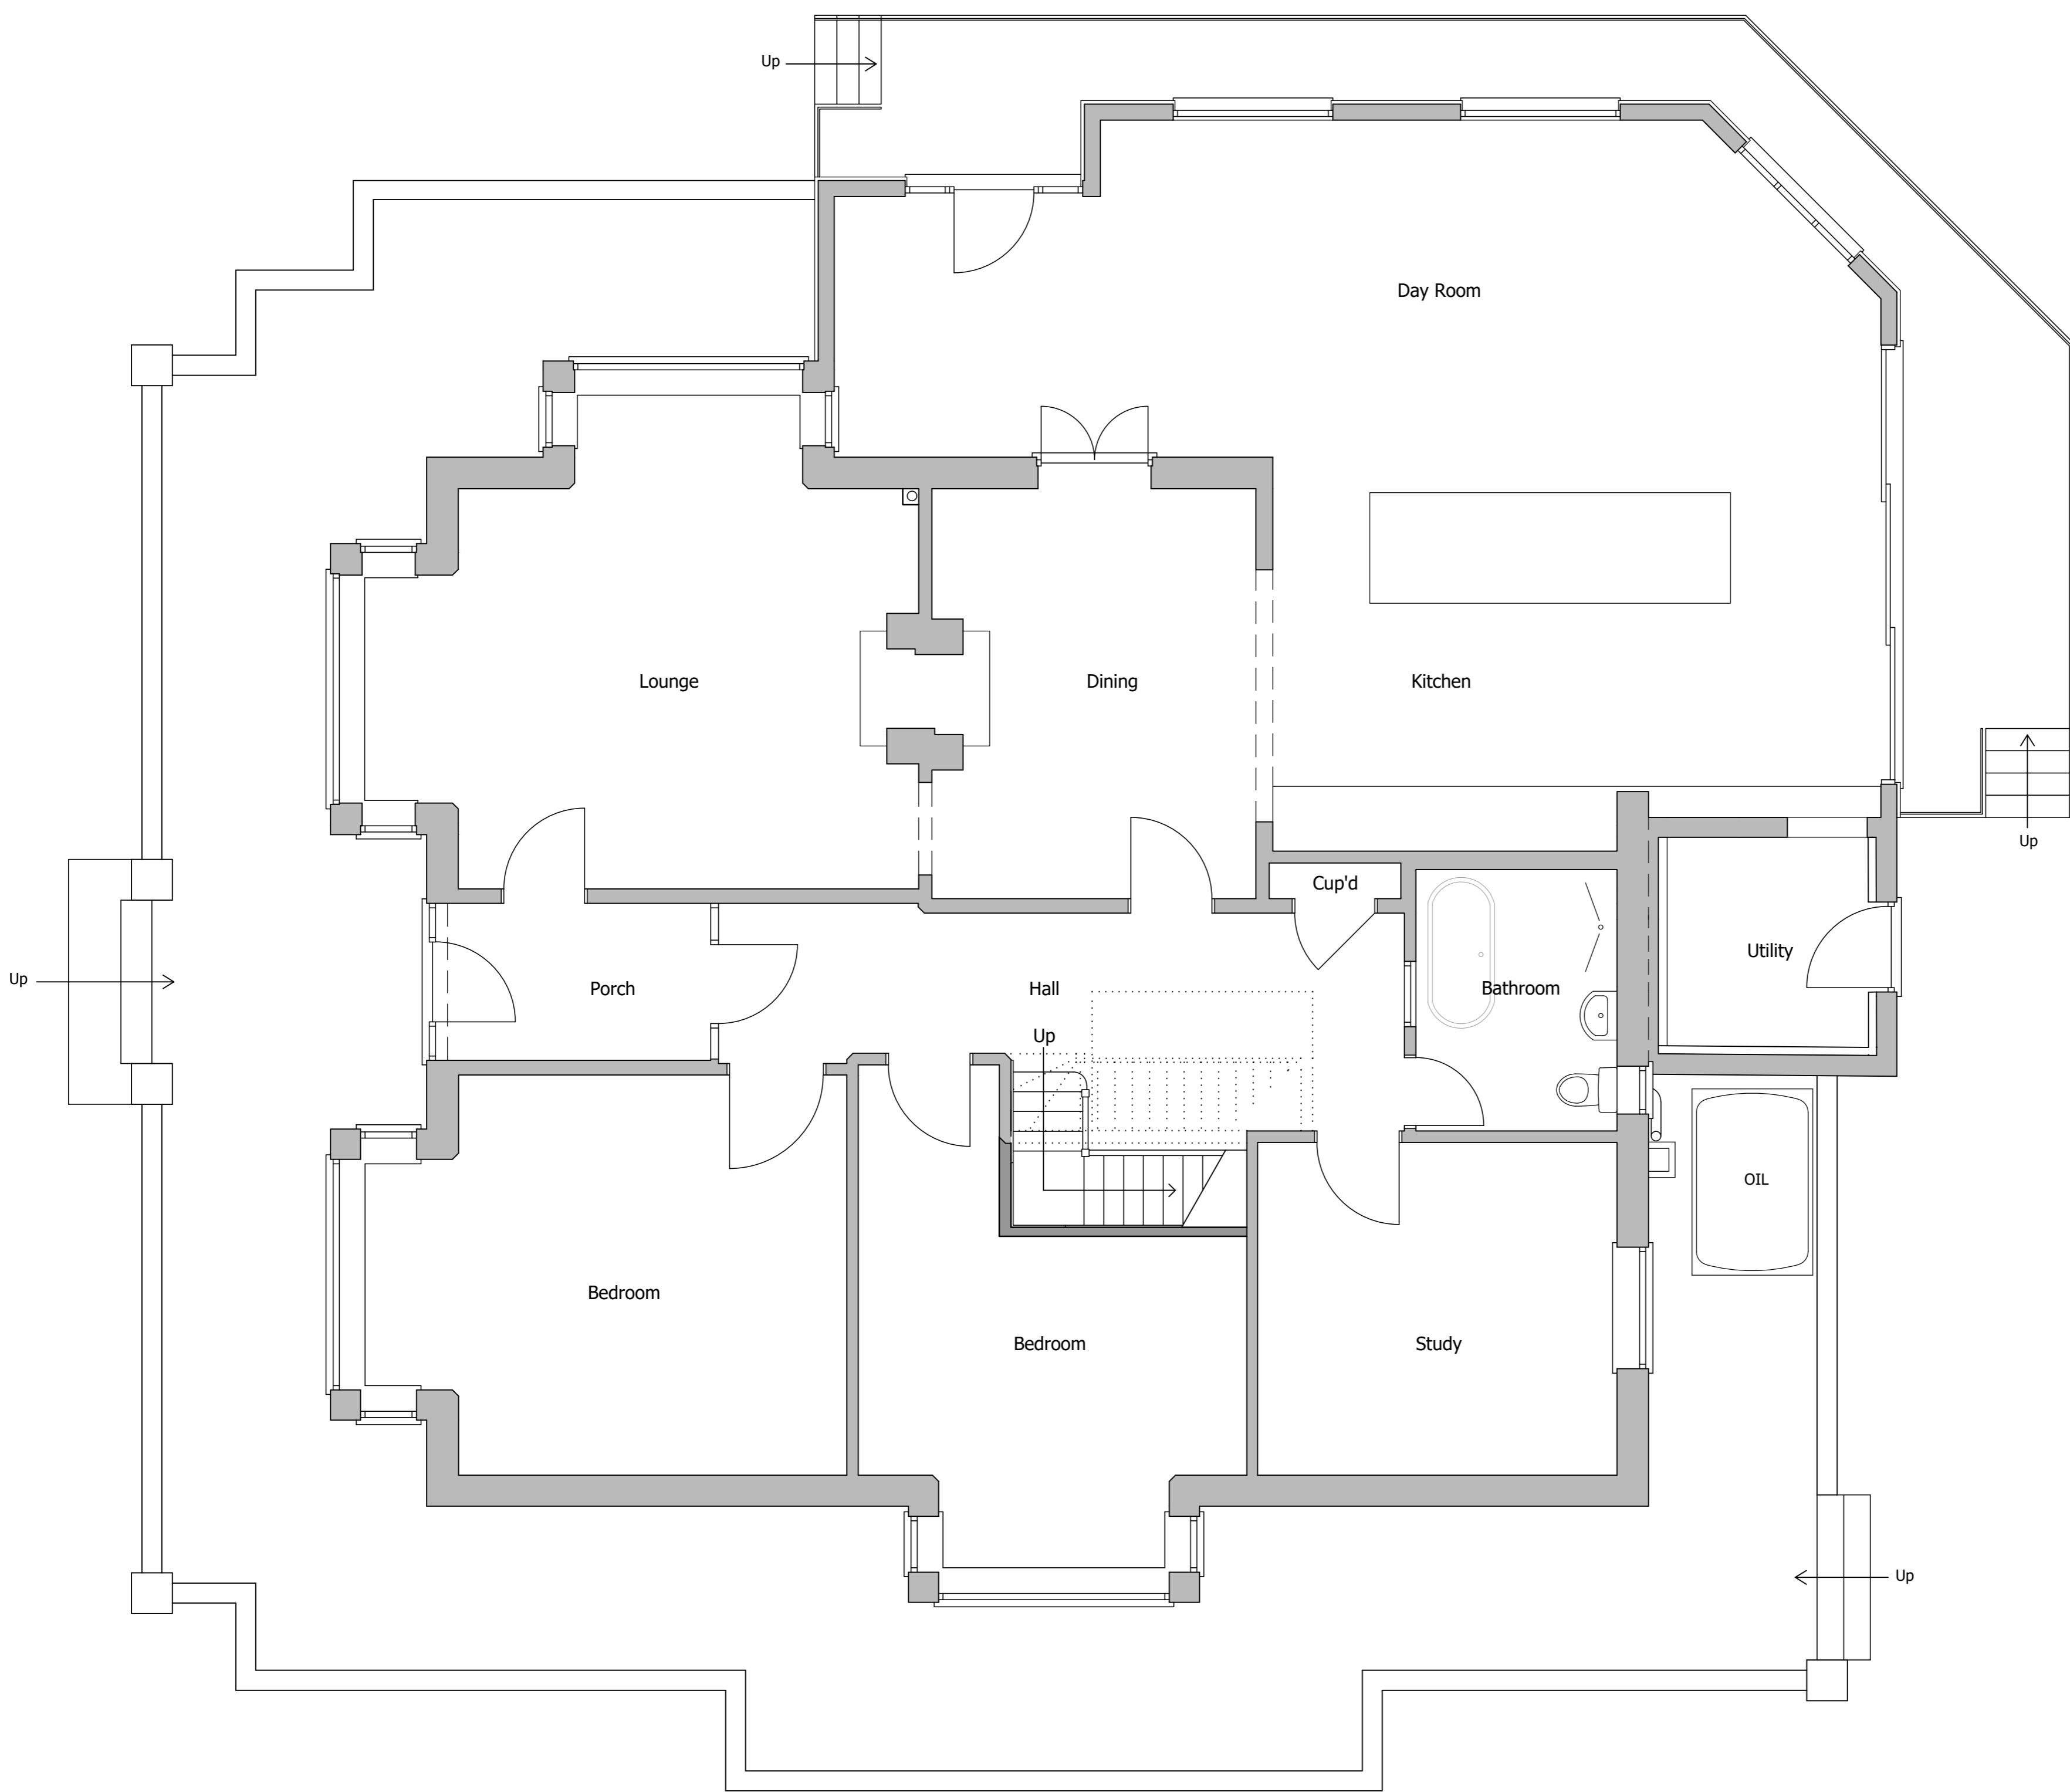 Up
Day Room
Lounge
Dining
Kitchen
Up
Cup'd
Utility
Up
Porch
Hall
Bathroom
Up
OIL
Bedroom
Bedroom
Study
Up